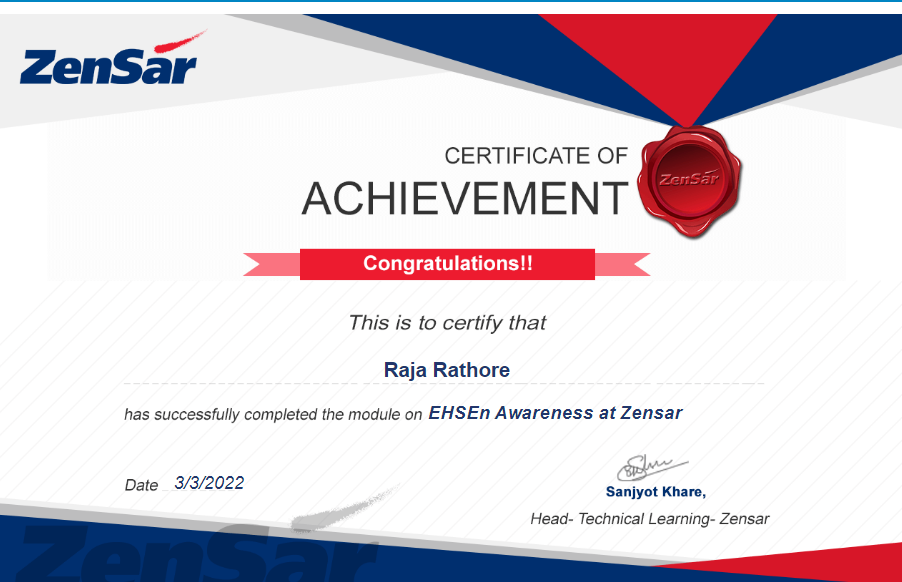 ZenSar
CERTIFICATE OF
ACHIEVEMENT
ZenSar
Congratulations!!
This is to certify that
Raja Rathore
has successfully completed the module on EHSEn Awareness at Zensar
Date 3/3/2022
Sanjyot Khare,
Head- Technical Learning- Zensar
ZenSar